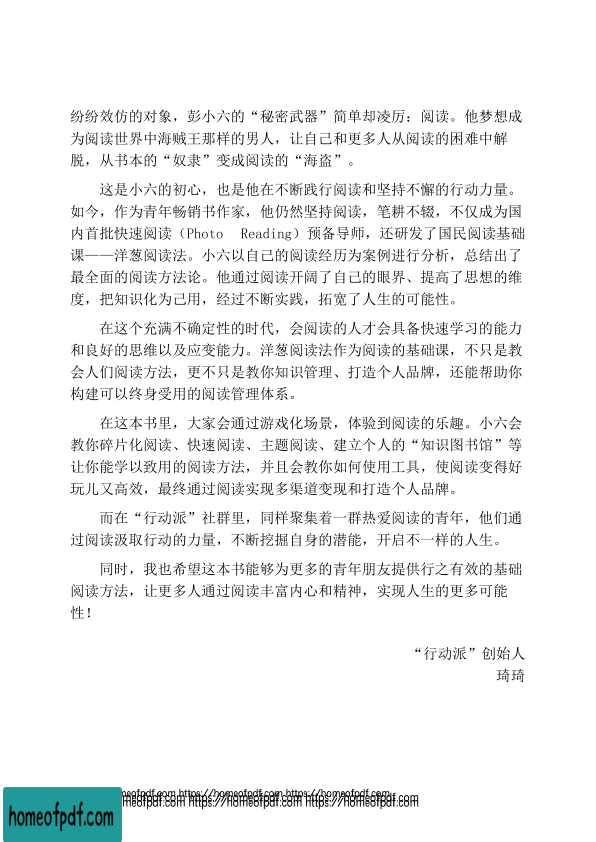 纷纷效仿的对象，彭小六的“秘密武器”简单却凌厉：阅读。他梦想成
为阅读世界中海贼王那样的男人，让自己和更多人从阅读的困难中解
脱，从书本的“奴隶”变成阅读的“海盗”。
这是小六的初心，也是他在不断践行阅读和坚持不懈的行动力量。
如今，作为青年畅销书作家，他仍然坚持阅读，笔耕不辍，不仅成为国
内首批快速阅读（Photo Reading）预备导师，还研发了国民阅读基础
课——洋葱阅读法。小六以自己的阅读经历为案例进行分析，总结出了
最全面的阅读方法论。他通过阅读开阔了自己的眼界、提高了思想的维
度，把知识化为己用，经过不断实践，拓宽了人生的可能性。
在这个充满不确定性的时代，会阅读的人才会具备快速学习的能力
和良好的思维以及应变能力。洋葱阅读法作为阅读的基础课，不只是教
会人们阅读方法，更不只是教你知识管理、打造个人品牌，还能帮助你
构建可以终身受用的阅读管理体系。
在这本书里，大家会通过游戏化场景，体验到阅读的乐趣。小六会
教你碎片化阅读、快速阅读、主题阅读、建立个人的“知识图书馆”等
让你能学以致用的阅读方法，并且会教你如何使用工具，使阅读变得好
玩儿又高效，最终通过阅读实现多渠道变现和打造个人品牌。
而在“行动派”社群里，同样聚集着一群热爱阅读的青年，他们通
过阅读汲取行动的力量，不断挖掘自身的潜能，开启不一样的人生。
同时，我也希望这本书能够为更多的青年朋友提供行之有效的基础
阅读方法，让更多人通过阅读丰富内心和精神，实现人生的更多可能
性！
“行动派”创始人
琦琦
homeofpdf.com https://homeofpdf.com https://homeofpdf.com
homeofpdf.com https://homeofpdf.com https://homeofpdf.com
homeofpdf.com